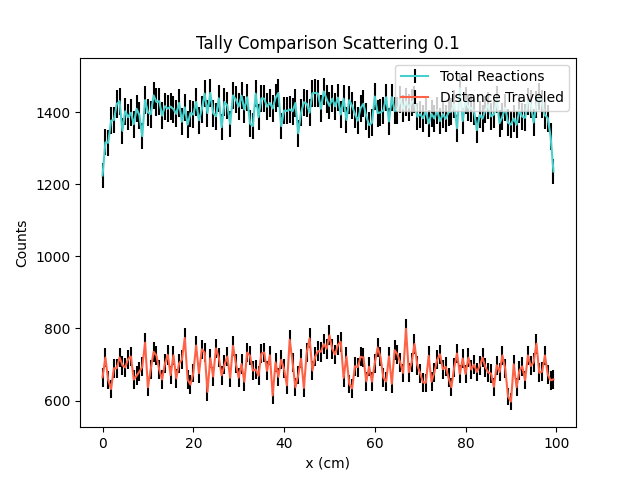 Tally Comparison Scattering 0.1
Total Reactions
Distance Traveled
1400
1200
1000
800
600
Counts
0 20 40 60 80 100
x (cm)